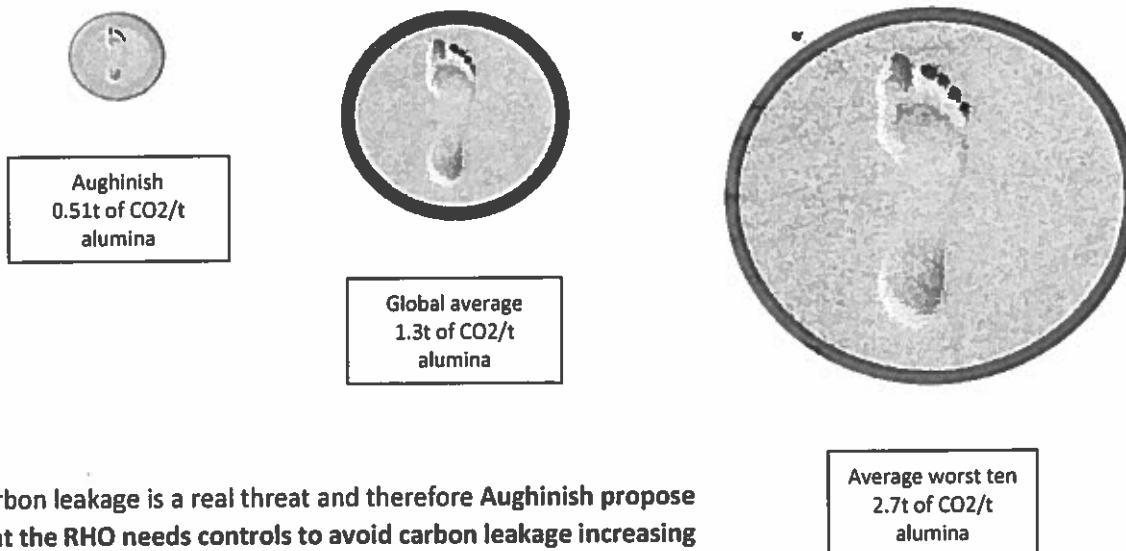 Aughinish
0.51t of CO2/t
alumina
Global average
1.3t of CO2/t
alumina
Average worst ten
2.7t of CO2/t
alumina
rbon leakage is a real threat and therefore Aughinish propose
at the RHO needs controls to avoid carbon leakage increasing